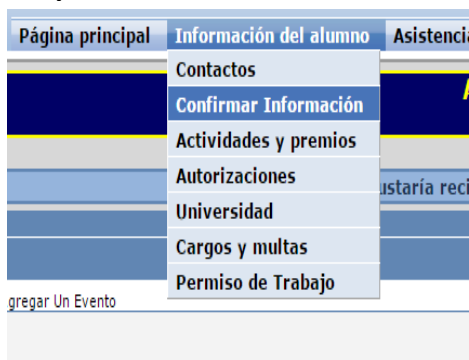 Página principal Información del alumno Asistencia
Contactos
Confirmar Información
Actividades y premios
Autorizaciones
ustaría reci
Universidad
Cargos y multas
Permiso de Trabajo
gregar Un Evento